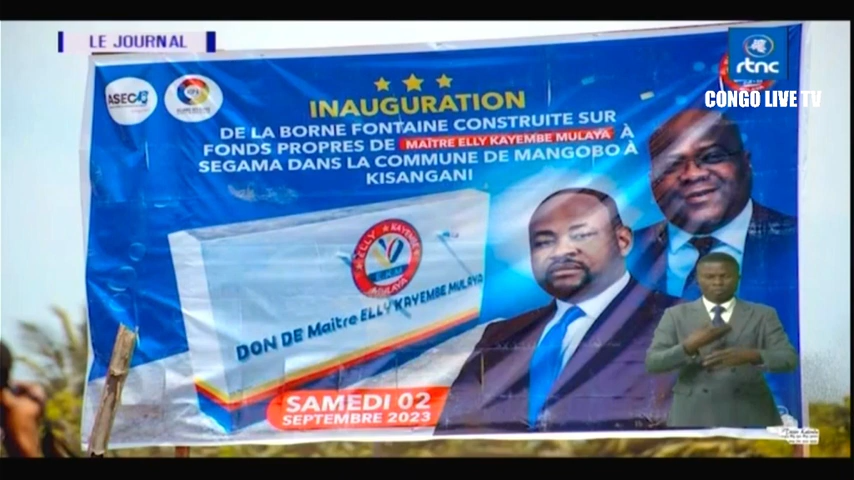 LE JOURNAL
rtnc
CONGO LIVE TV
ASEC
INAUGURATION
DE LA BORNE FONTAINE CONSTRUITE SUR
FONDS PROPRES DE MAÎTRE ELLY KAYEMBE MULAYA À
SEGAMA DANS LA COMMUNE DE MANGOBO À
KISANGANI
ELLY KAYEMBE
E.K.M
MULAYA
DON DE Maitre ELLY KAYEMBE MULAYA
SAMEDI 02
SEPTEMBRE 2023